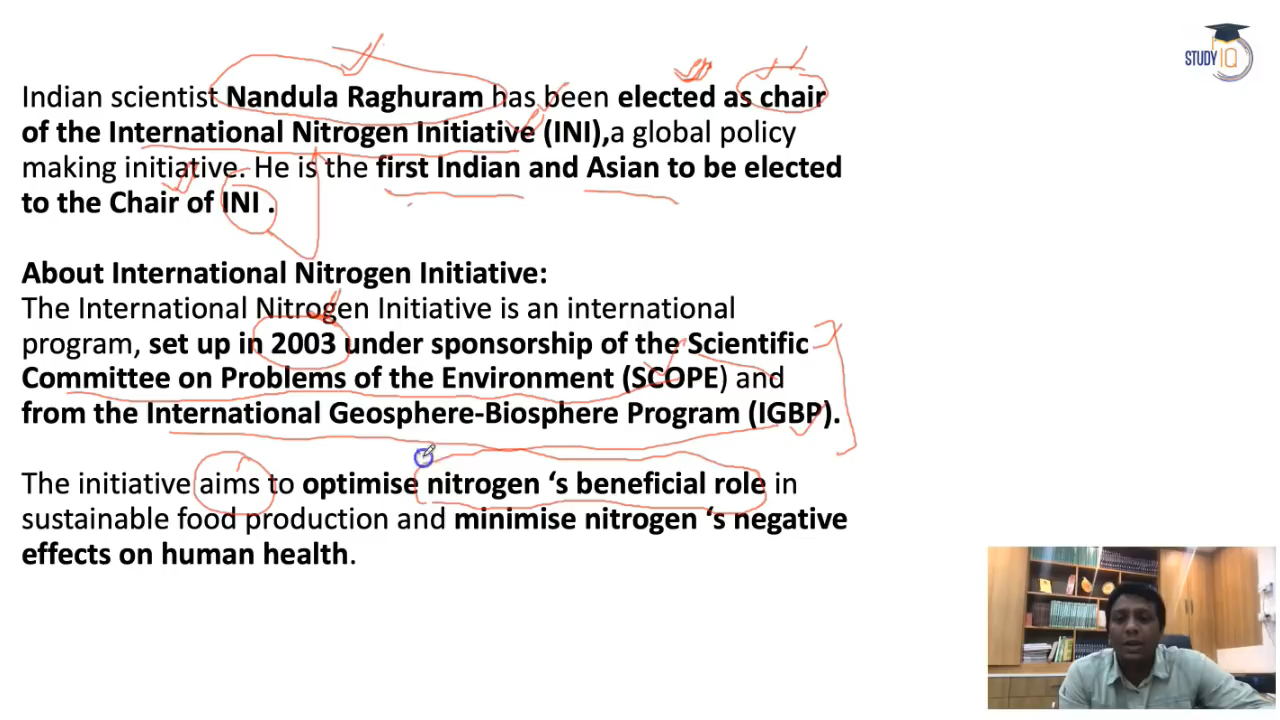 STUDY IQ
Indian scientist Nandula Raghuram has been elected as chair
of the International Nitrogen Initiative (INI),a global policy
making initiative. He is the first Indian and Asian to be elected
to the Chair of INI .
About International Nitrogen Initiative:
The International Nitrogen Initiative is an international
program, set up in 2003 under sponsorship of the Scientific
Committee on Problems of the Environment (SCOPE) and
from the International Geosphere-Biosphere Program (IGBP).
The initiative aims to optimise nitrogen ‘s beneficial role in
sustainable food production and minimise nitrogen ‘s negative
effects on human health.